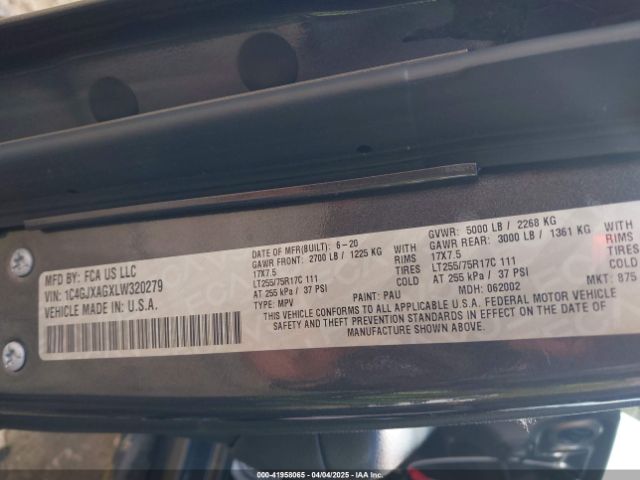 MFD BY: FCA US LLC
VIN: 1C4GJXAGXLW320279
VEHICLE MADE IN: U.S.A.
DATE OF MFR(BUILT): 6-20
GAWR FRONT: 2700 LB / 1225 KG WITH
17X7.5 RIMS
LT255/75R17C 111 TIRES
AT 255 kPa / 37 PSI COLD
TYPE: MPV PAINT: PAU
GVWR: 5000 LB / 2268 KG
GAWR REAR: 3000 LB / 1361 KG WITH
17X7.5 RIMS
LT255/75R17C 111 TIRES
AT 255 kPa / 37 PSI COLD
MDH: 062002 MKT: 875
THIS VEHICLE CONFORMS TO ALL APPLICABLE U.S.A. FEDERAL MOTOR VEHICLE
SAFETY AND THEFT PREVENTION STANDARDS IN EFFECT ON THE DATE OF
MANUFACTURE SHOWN ABOVE.
000-41958065 - 04/04/2025 - IAAI.COM